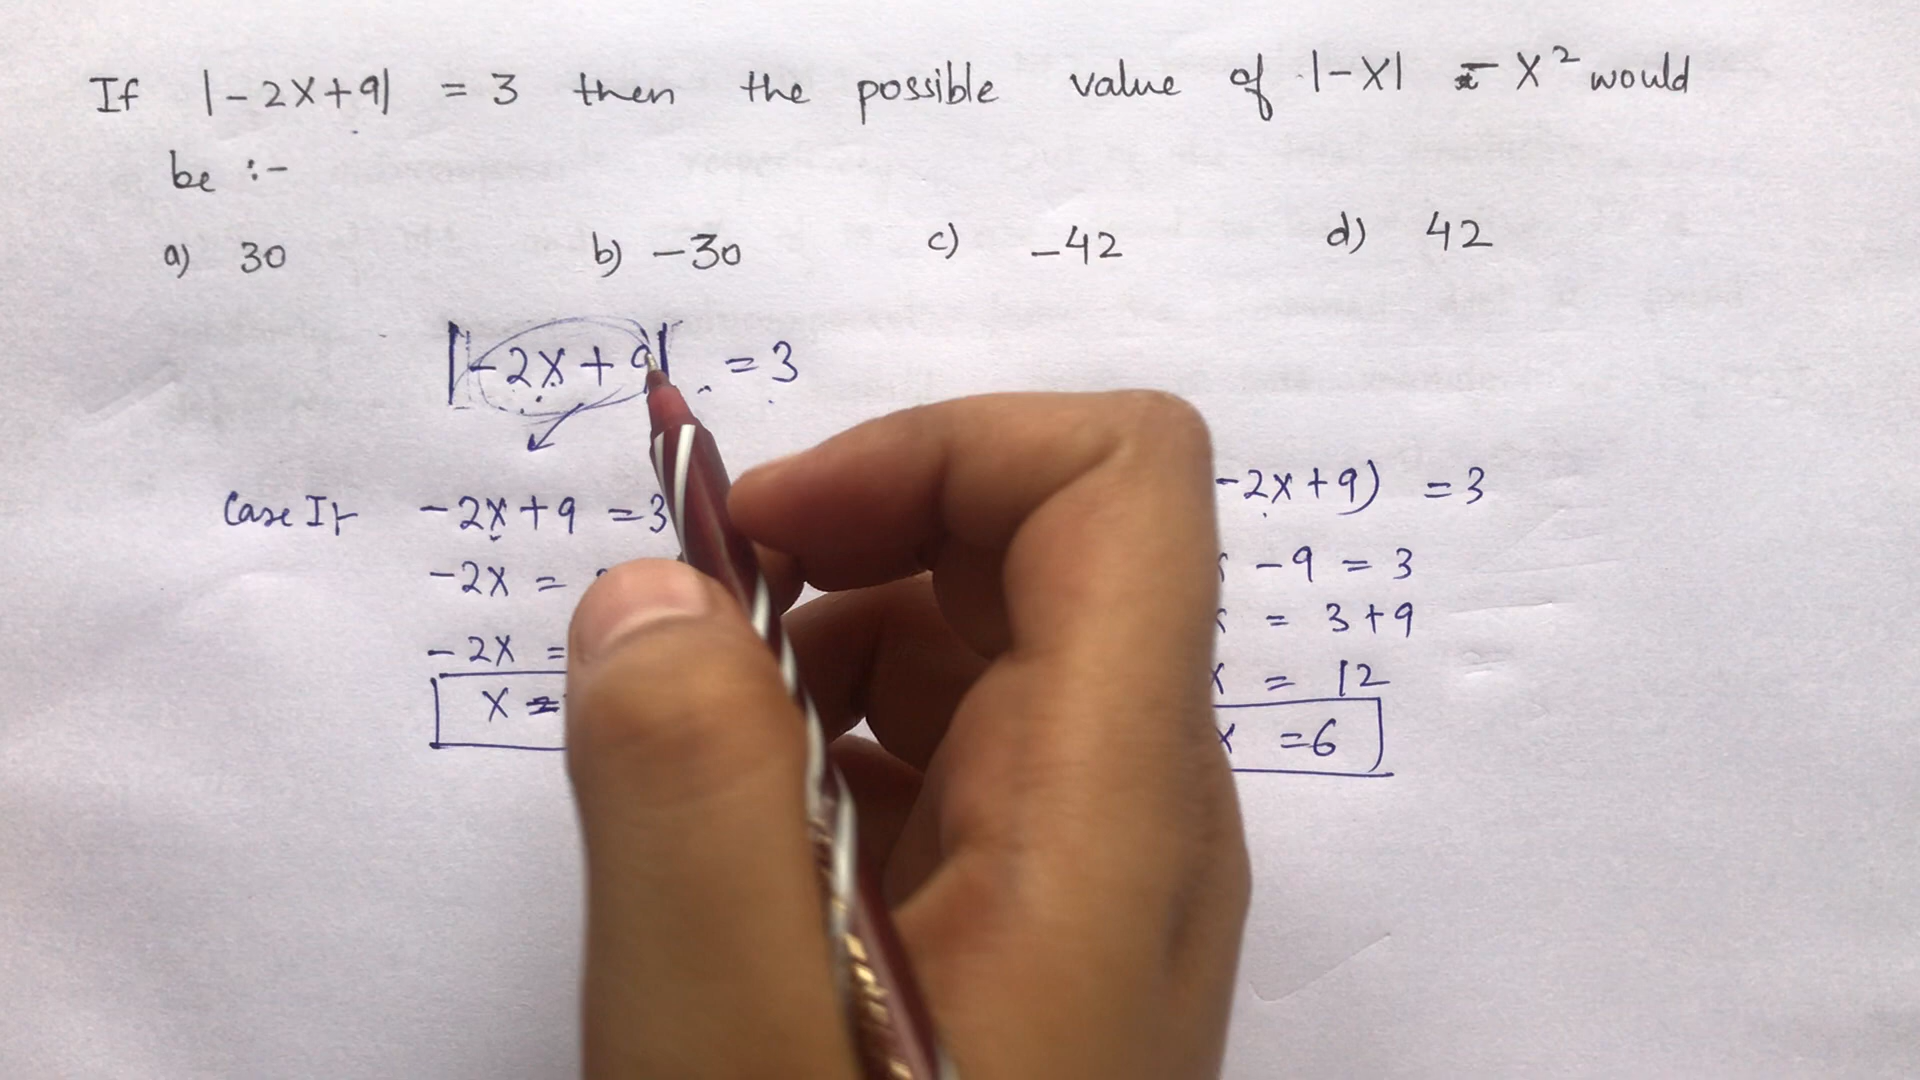 If |-2x+9| = 3 then the possible value of |-x| - x² would
be :-
a) 30 b) -30 c) -42 d) 42
|-2x+9| = 3
Case I :- -2x+9 = 3
-2x =
-2x =
x =
-2x+9) = 3
-9 = 3
= 3+9
x = 12
x = 6